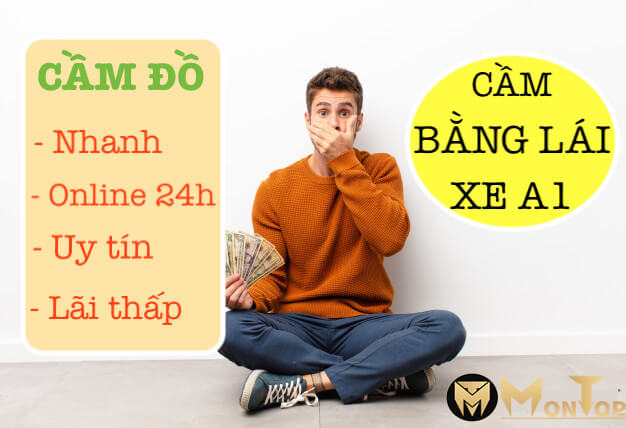 CẦM ĐỒ
- Nhanh
- Online 24h
- Uy tín
- Lãi thấp
CẦM
BẰNG LÁI
XE A1
MONTOP